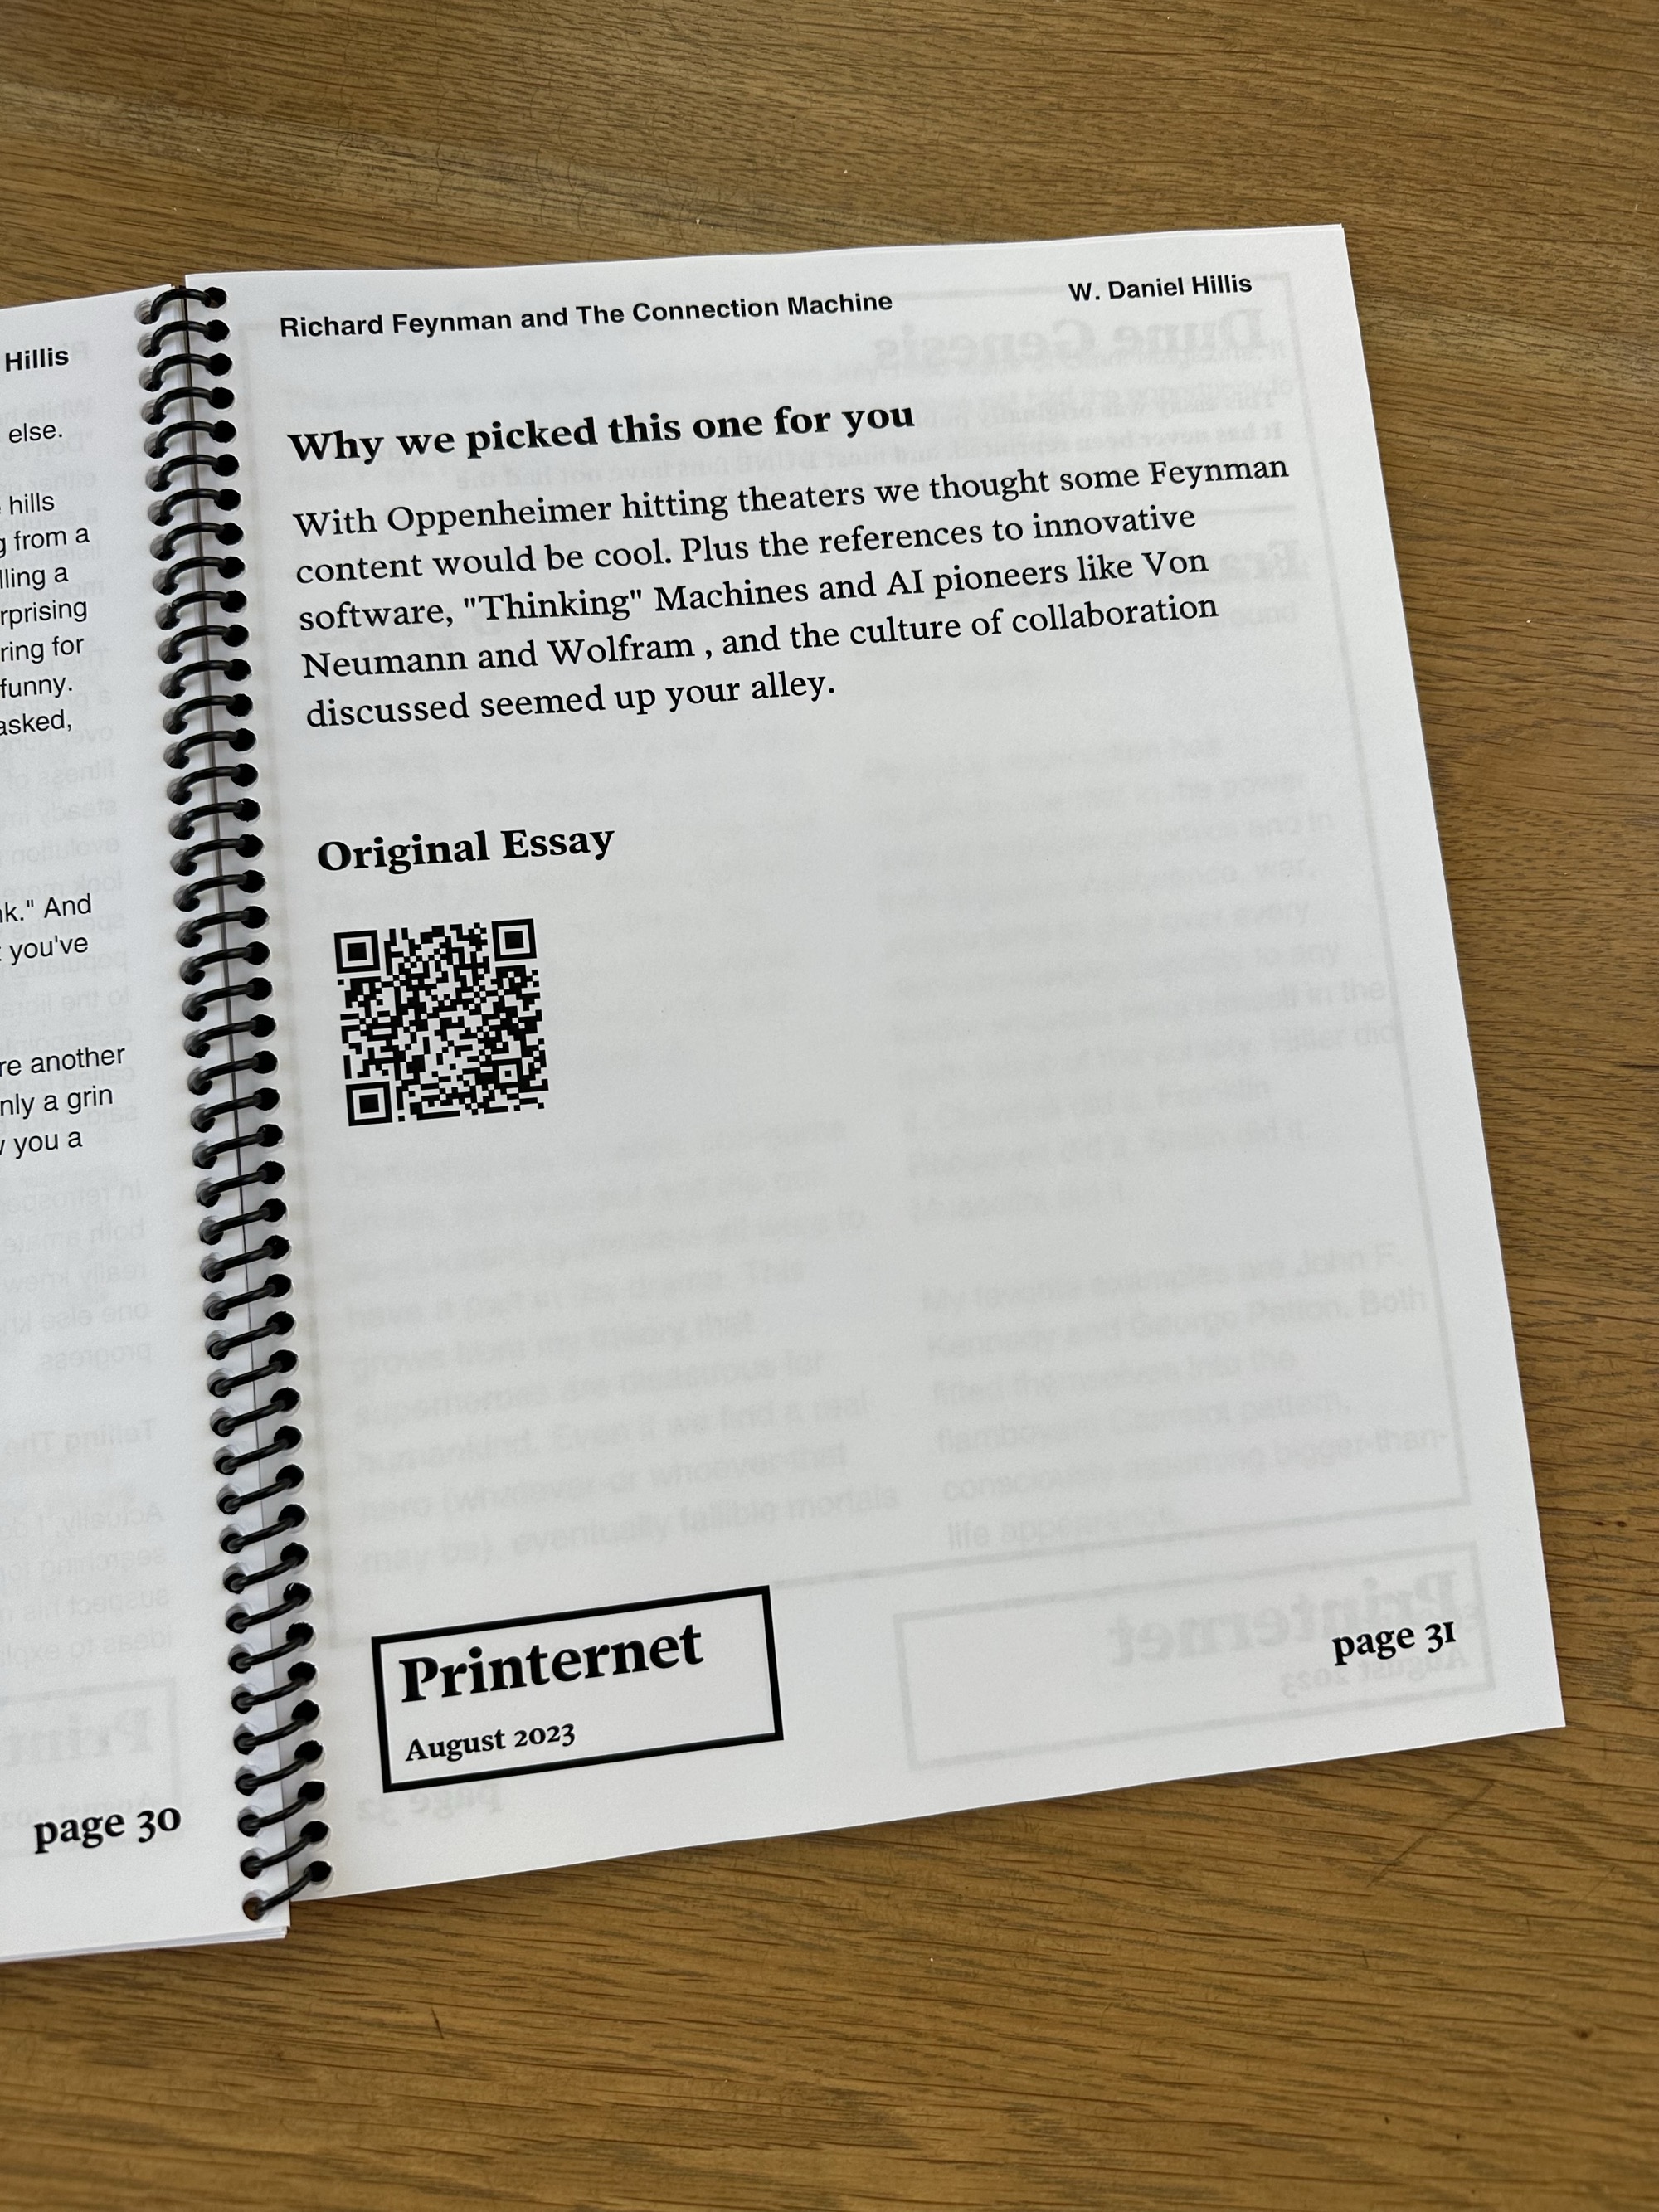 Hillis
else.
hills
from a
lling a
rprising
ring for
funny.
asked,
nk." And
you've
re another
nly a grin
you a
page 30
Richard Feynman and The Connection Machine
W. Daniel Hillis
Why we picked this one for you
With Oppenheimer hitting theaters we thought some Feynman
content would be cool. Plus the references to innovative
software, "Thinking" Machines and AI pioneers like Von
Neumann and Wolfram , and the culture of collaboration
discussed seemed up your alley.
Original Essay
Printernet
August 2023
page 31